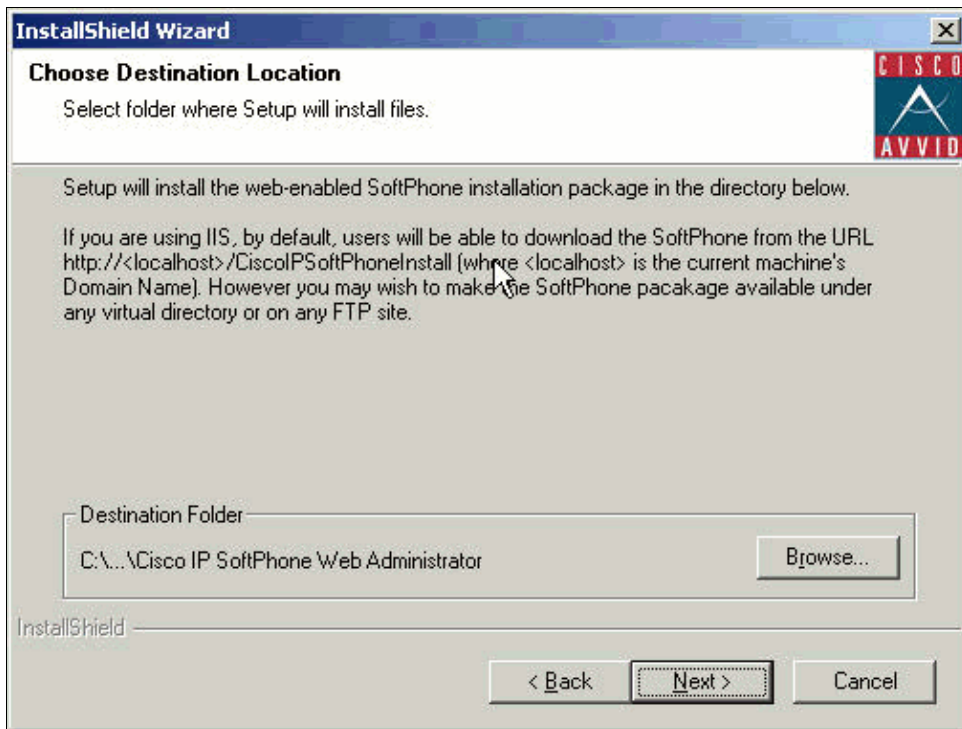 InstallShield Wizard
Choose Destination Location
Select folder where Setup will install files.
CISCO
AVVID
Setup will install the web-enabled SoftPhone installation package in the directory below.
If you are using IIS, by default, users will be able to download the SoftPhone from the URL
http://<localhost>/CiscoIPSoftPhoneInstall (where <localhost> is the current machine's
Domain Name). However you may wish to make the SoftPhone pacakage available under
any virtual directory or on any FTP site.
Destination Folder
C:\...\Cisco IP SoftPhone Web Administrator
Browse...
InstallShield
< Back
Next >
Cancel